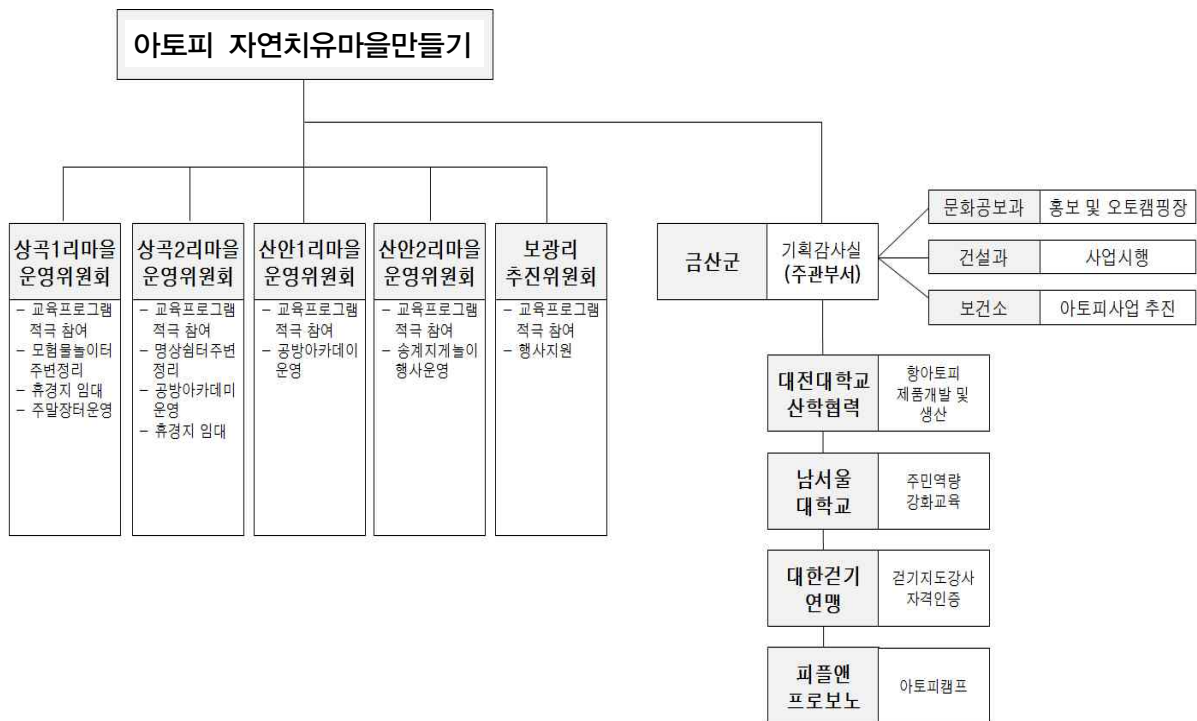 아토피 자연치유마을만들기
상곡1리마을
운영위원회
- 교육프로그램
적극 참여
- 모험물놀이터
주변정리
- 휴경지 임대
- 주말장터운영
상곡2리마을
운영위원회
- 교육프로그램
적극 참여
- 명상쉼터주변
정리
- 공방아카데미
운영
- 휴경지 임대
산안1리마을
운영위원회
- 교육프로그램
적극 참여
- 공방아카데이
운영
산안2리마을
운영위원회
- 교육프로그램
적극 참여
- 송계지게놀이
행사운영
보광리
추진위원회
- 교육프로그램
적극 참여
- 행사지원
금산군
기획감사실
(주관부서)
문화공보과
홍보 및 오토캠핑장
건설과
사업시행
보건소
아토피사업 추진
대전대학교
산학협력
항아토피
제품개발 및
생산
남서울
대학교
주민역량
강화교육
대한걷기
연맹
걷기지도강사
자격인증
피플앤
프로보노
아토피캠프